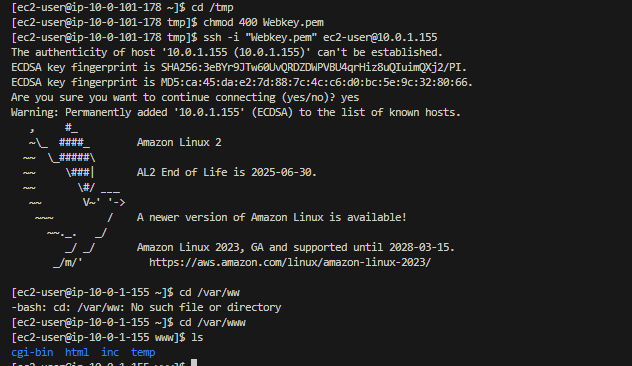 [ec2-user@ip-10-0-101-178 ~]$ cd /tmp
[ec2-user@ip-10-0-101-178 tmp]$ chmod 400 Webkey.pem
[ec2-user@ip-10-0-101-178 tmp]$ ssh -i "Webkey.pem" ec2-user@10.0.1.155
The authenticity of host '10.0.1.155 (10.0.1.155)' can't be established.
ECDSA key fingerprint is SHA256:3eBYr9JTw60UvQRDZDWPVBU4qrHiz8uQIuimQXj2/PI.
ECDSA key fingerprint is MD5:ca:45:da:e2:7d:88:7c:4c:c6:d0:bc:5e:9c:32:80:66.
Are you sure you want to continue connecting (yes/no)? yes
Warning: Permanently added '10.0.1.155' (ECDSA) to the list of known hosts.
   ,     #_
   ~\_  ####_        Amazon Linux 2
  ~~  \_#####\
  ~~     \###|       AL2 End of Life is 2025-06-30.
  ~~       \#/ ___
   ~~       V~' '->
    ~~~         /    A newer version of Amazon Linux is available!
      ~~._.   _/
         _/ _/       Amazon Linux 2023, GA and supported until 2028-03-15.
       _/m/'           https://aws.amazon.com/linux/amazon-linux-2023/
[ec2-user@ip-10-0-1-155 ~]$ cd /var/ww
-bash: cd: /var/ww: No such file or directory
[ec2-user@ip-10-0-1-155 ~]$ cd /var/www
[ec2-user@ip-10-0-1-155 www]$ ls
cgi-bin  html  inc  temp
[ec2-user@ip-10-0-1-155 www]$